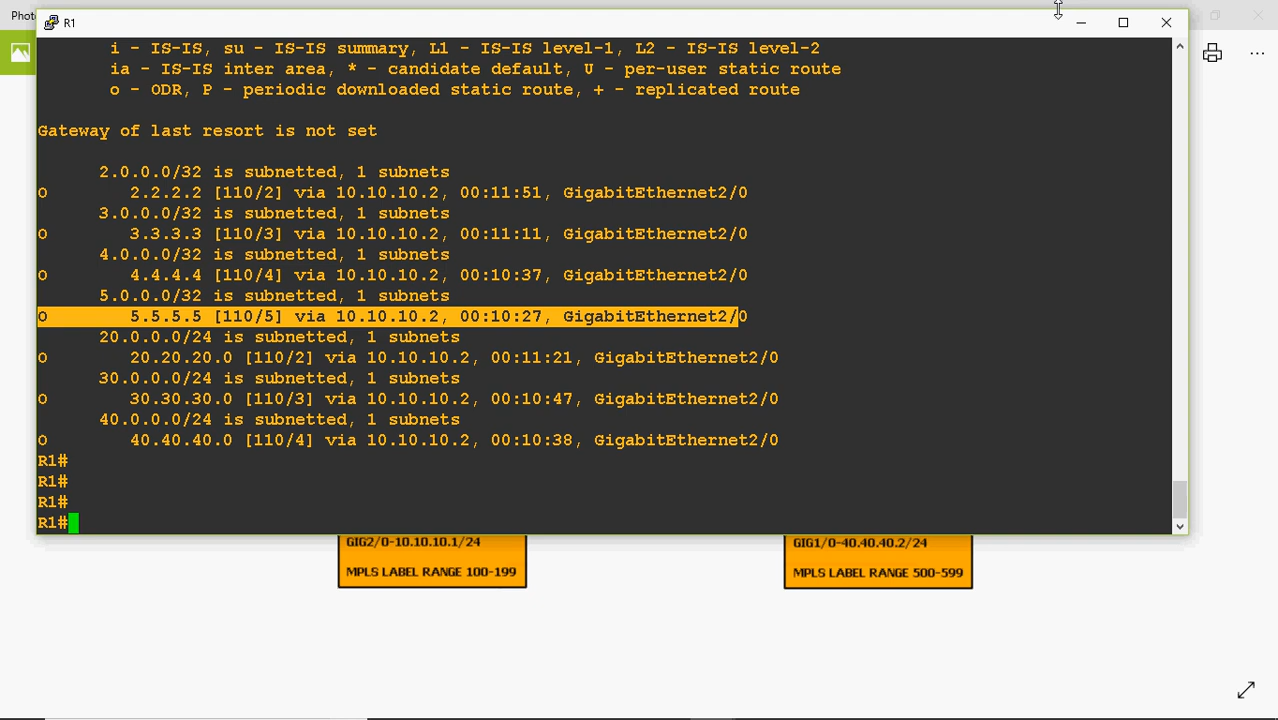 Photo
R1
i - IS-IS, su - IS-IS summary, L1 - IS-IS level-1, L2 - IS-IS level-2
ia - IS-IS inter area, * - candidate default, U - per-user static route
o - ODR, P - periodic downloaded static route, + - replicated route
Gateway of last resort is not set
2.0.0.0/32 is subnetted, 1 subnets
O 2.2.2.2 [110/2] via 10.10.10.2, 00:11:51, GigabitEthernet2/0
3.0.0.0/32 is subnetted, 1 subnets
O 3.3.3.3 [110/3] via 10.10.10.2, 00:11:11, GigabitEthernet2/0
4.0.0.0/32 is subnetted, 1 subnets
O 4.4.4.4 [110/4] via 10.10.10.2, 00:10:37, GigabitEthernet2/0
5.0.0.0/32 is subnetted, 1 subnets
O 5.5.5.5 [110/5] via 10.10.10.2, 00:10:27, GigabitEthernet2/0
20.0.0.0/24 is subnetted, 1 subnets
O 20.20.20.0 [110/2] via 10.10.10.2, 00:11:21, GigabitEthernet2/0
30.0.0.0/24 is subnetted, 1 subnets
O 30.30.30.0 [110/3] via 10.10.10.2, 00:10:47, GigabitEthernet2/0
40.0.0.0/24 is subnetted, 1 subnets
O 40.40.40.0 [110/4] via 10.10.10.2, 00:10:38, GigabitEthernet2/0
R1#
R1#
R1#
R1#
GIG2/0-10.10.10.1/24
MPLS LABEL RANGE 100-199
GIG1/0-40.40.40.2/24
MPLS LABEL RANGE 500-599